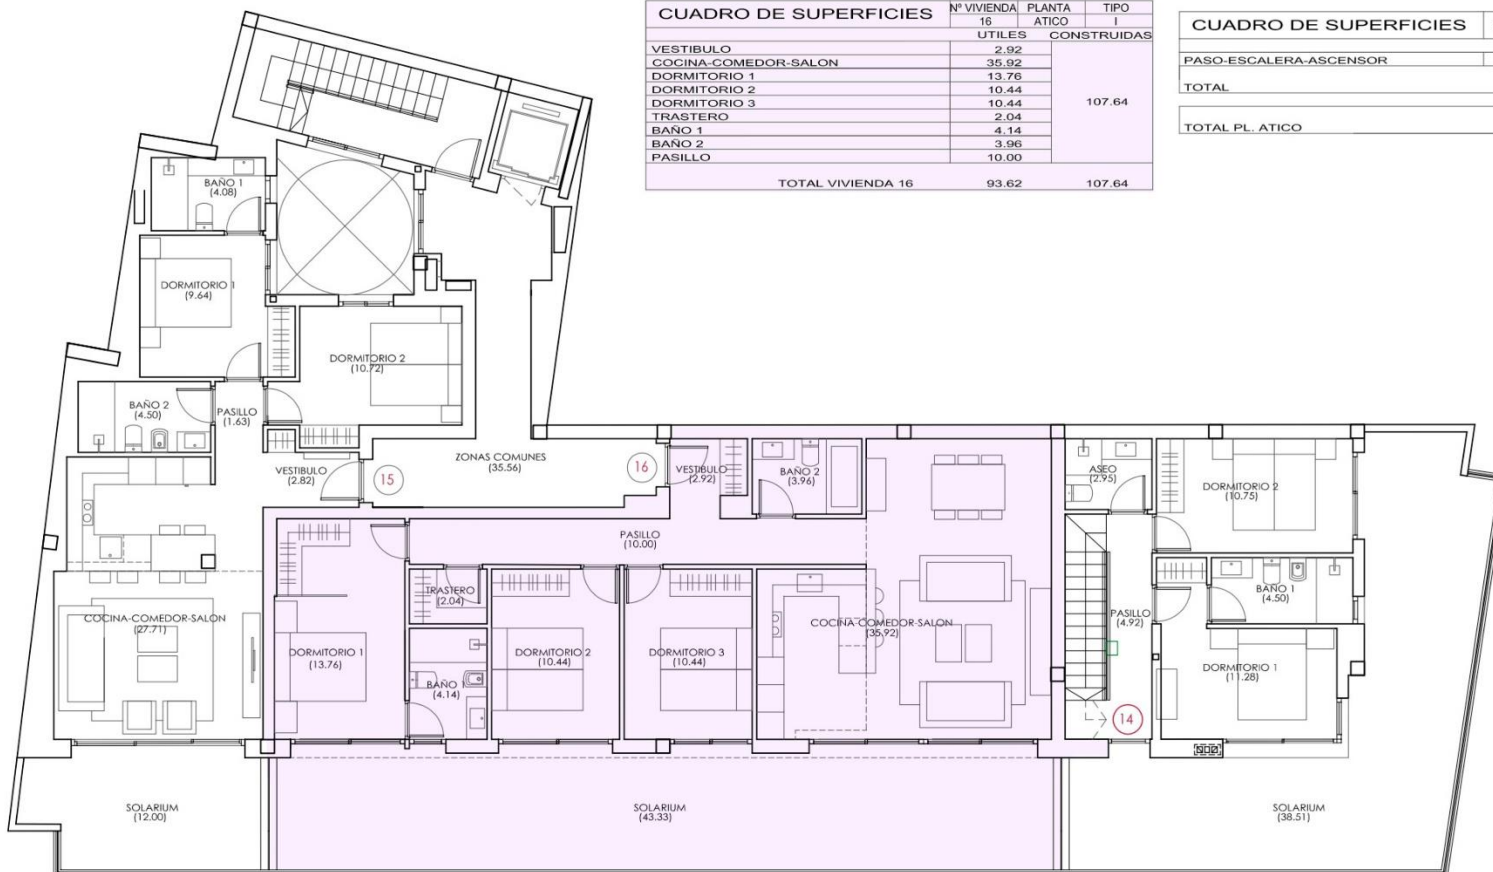 CUADRO DE SUPERFICIES
Nº VIVIENDA PLANTA TIPO
16 ATICO I
UTILES CONSTRUIDAS
VESTIBULO 2.92
COCINA-COMEDOR-SALON 35.92
DORMITORIO 1 13.76
DORMITORIO 2 10.44
DORMITORIO 3 10.44
107.64
TRASTERO 2.04
BAÑO 1 4.14
BAÑO 2 3.96
PASILLO 10.00
TOTAL VIVIENDA 16 93.62 107.64
CUADRO DE SUPERFICIES
PASO-ESCALERA-ASCENSOR
TOTAL
TOTAL PL. ATICO
BAÑO 1
(4.08)
DORMITORIO 1
(9.64)
DORMITORIO 2
(10.72)
BAÑO 2
(4.50)
PASILLO
(1.63)
VESTIBULO
(2.82)
15
ZONAS COMUNES
(35.56)
16
VESTIBULO
(2.92)
BAÑO 2
(3.96)
ASEO
(2.95)
DORMITORIO 2
(10.75)
PASILLO
(10.00)
TRASTERO
(2.04)
BAÑO 1
(4.50)
PASILLO
(4.92)
COCINA-COMEDOR-SALON
(27.71)
COCINA-COMEDOR-SALON
(35.92)
DORMITORIO 1
(13.76)
DORMITORIO 2
(10.44)
DORMITORIO 3
(10.44)
DORMITORIO 1
(11.28)
BAÑO 1
(4.14)
14
SOLARIUM
(12.00)
SOLARIUM
(43.33)
SOLARIUM
(38.51)